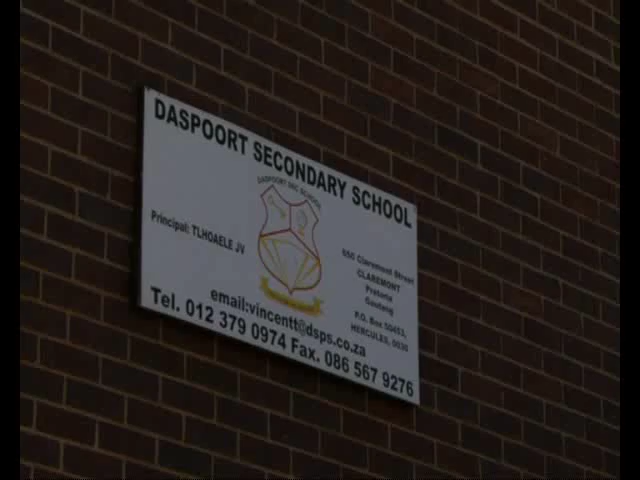 DASPOORT SECONDARY SCHOOL
DASPOORT SEC SCHOOL
Principal: TLHOAELE JV
650 Claremont Street
CLAREMONT
Pretoria
Gauteng
P.O. Box 50453,
HERCULES, 0030
email:vincentt@dsps.co.za
Tel. 012 379 0974 Fax. 086 567 9276